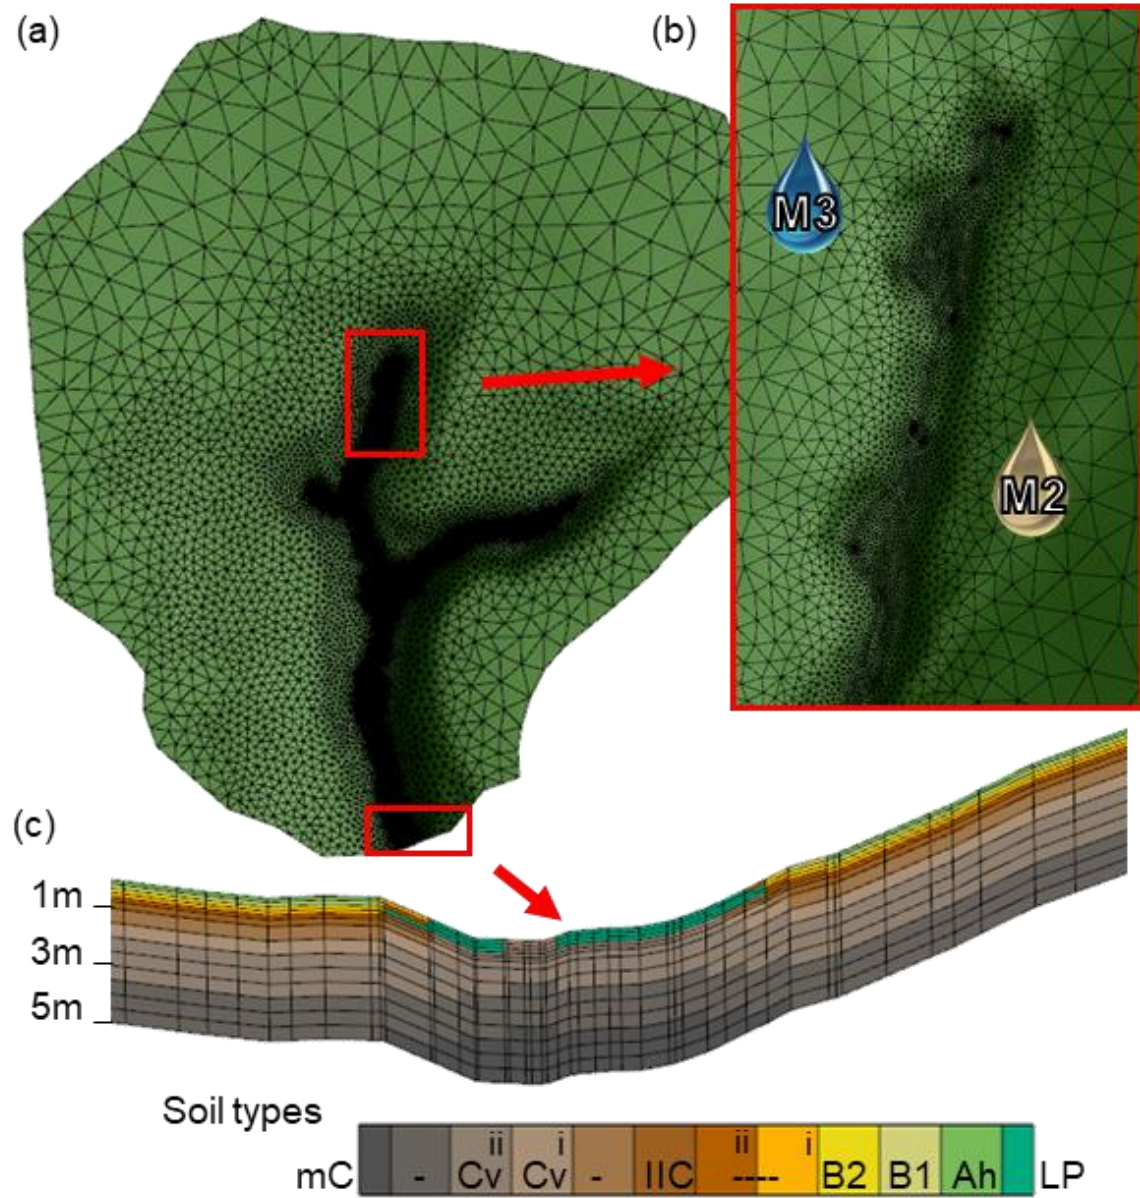 (a)
(b)
M3
M2
(c)
1m
3m
5m
Soil types
ii i ii i
mC - Cv Cv - IIC ---- B2 B1 Ah LP